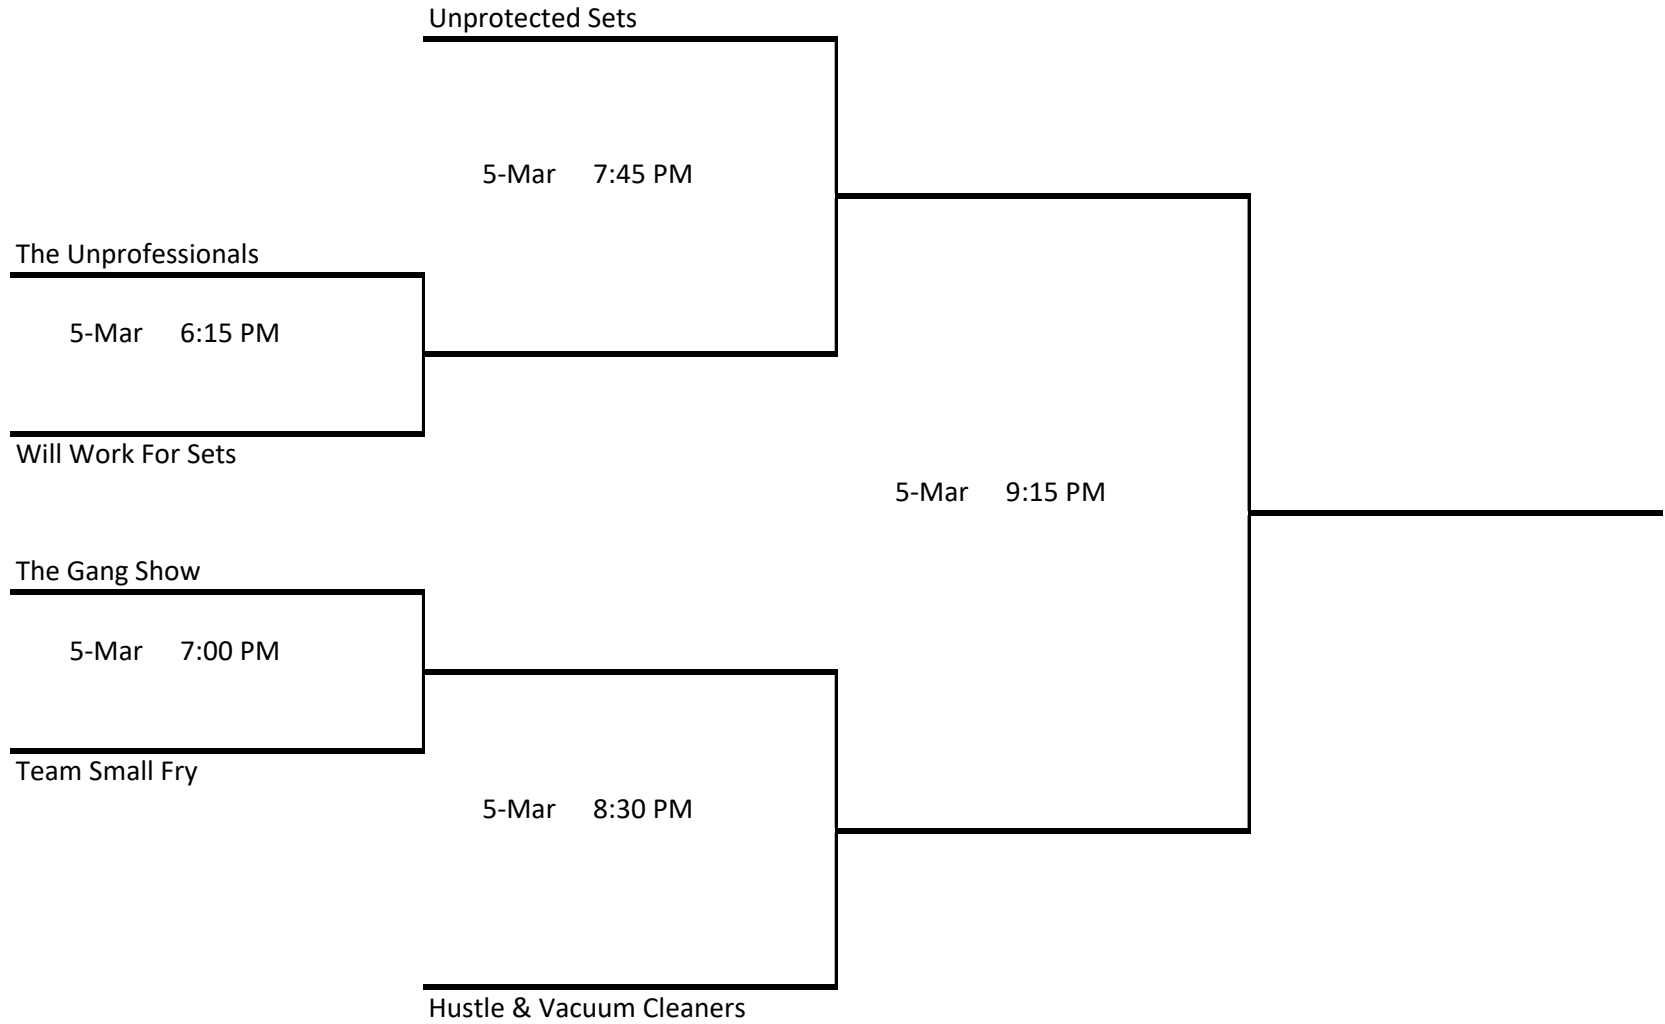 Unprotected Sets
5-Mar 7:45 PM
The Unprofessionals
5-Mar 6:15 PM
Will Work For Sets
5-Mar 9:15 PM
The Gang Show
5-Mar 7:00 PM
Team Small Fry
5-Mar 8:30 PM
Hustle & Vacuum Cleaners